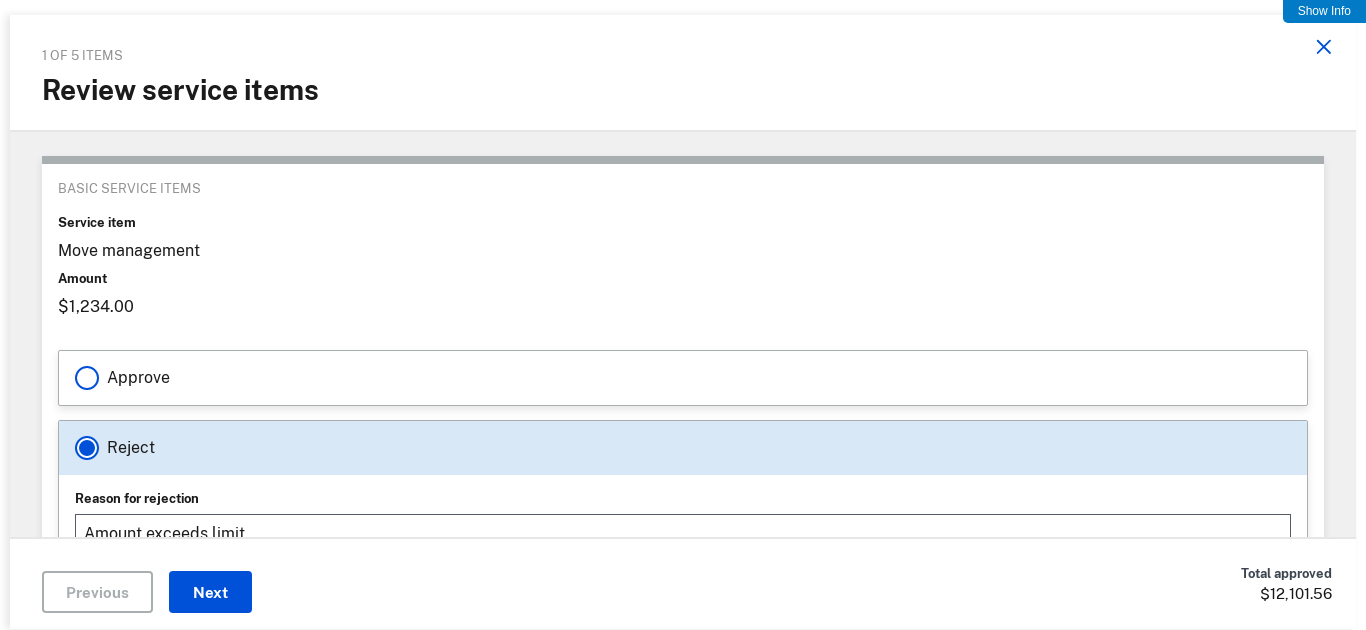 Show Info
1 OF 5 ITEMS
Review service items
BASIC SERVICE ITEMS
Service item
Move management
Amount
$1,234.00
Approve
Reject
Reason for rejection
Amount exceeds limit
Previous
Next
Total approved
$12,101.56